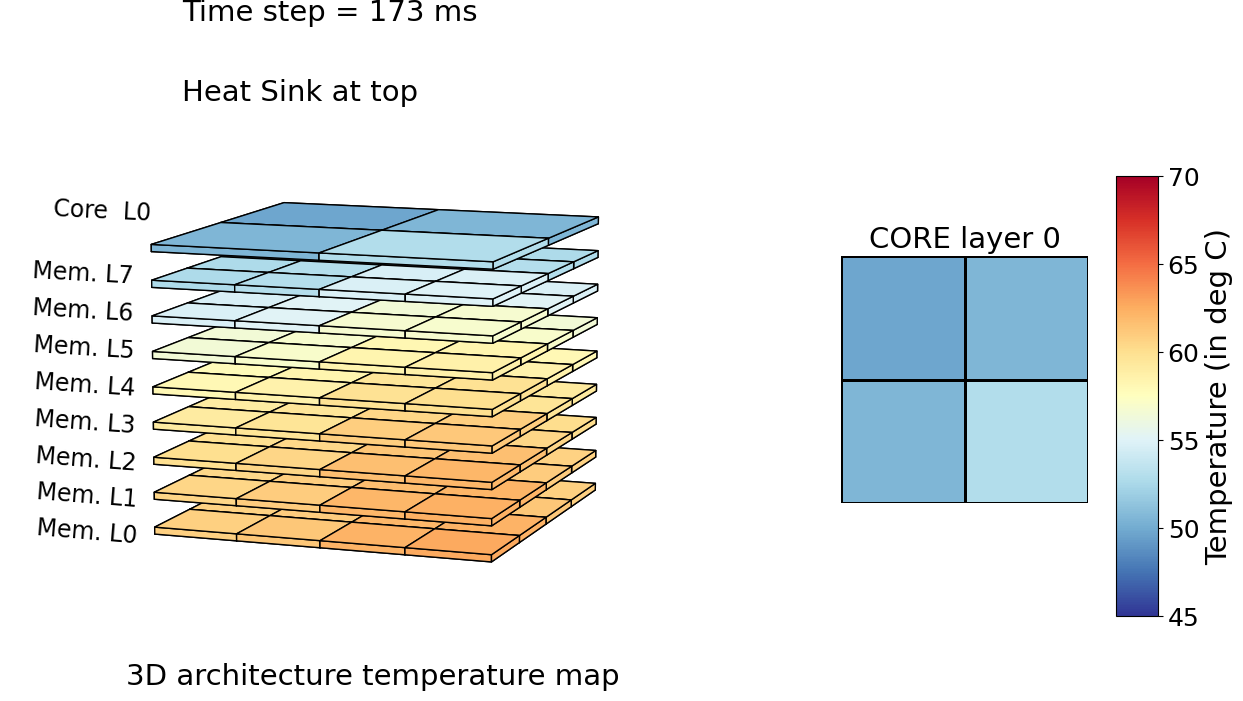 Time step = 173 ms
Heat Sink at top
Core L0
Mem. L7
Mem. L6
Mem. L5
Mem. L4
Mem. L3
Mem. L2
Mem. L1
Mem. L0
3D architecture temperature map
CORE layer 0
70
65
60
55
50
45
Temperature (in deg C)